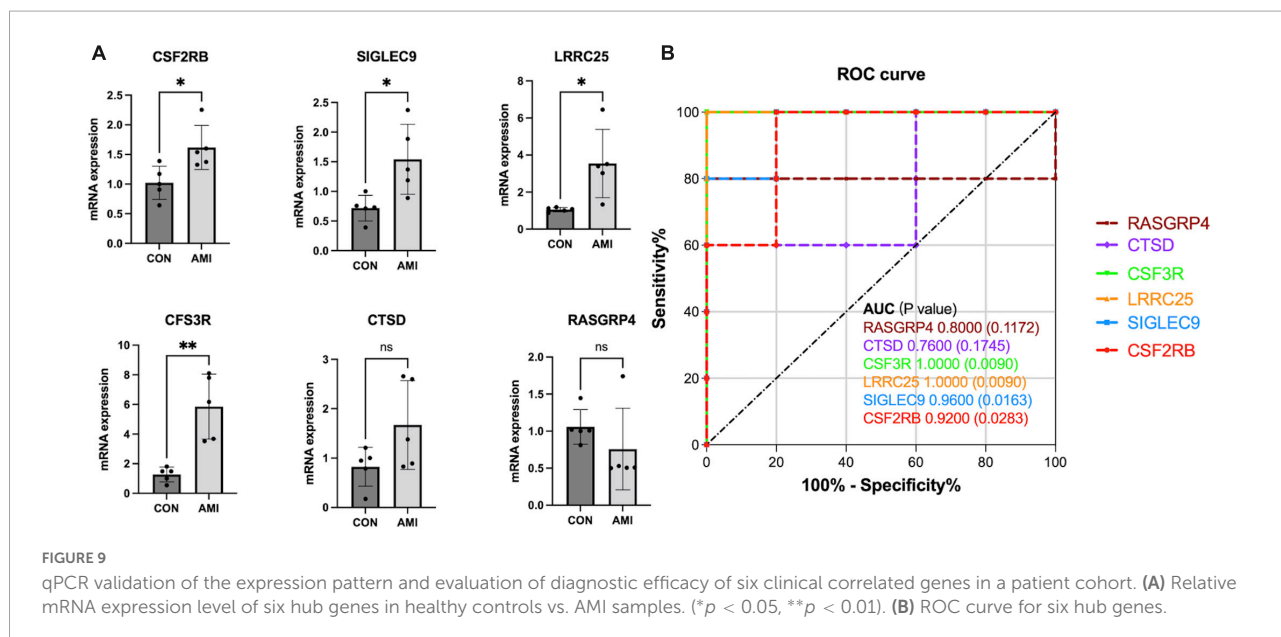 A
CSF2RB
*
mRNA expression
2.5
2.0
1.5
1.0
0.5
0.0
CON AMI
SIGLEC9
*
mRNA expression
2.5
2.0
1.5
1.0
0.5
0.0
CON AMI
LRRC25
*
mRNA expression
8
6
4
2
0
CON AMI
CFS3R
**
mRNA expression
10
8
6
4
2
0
CON AMI
CTSD
ns
mRNA expression
3
2
1
0
CON AMI
RASGRP4
ns
mRNA expression
2.0
1.5
1.0
0.5
0.0
CON AMI
B
ROC curve
Sensitivity%
100
80
60
40
20
0
0 20 40 60 80 100
100% - Specificity%
AUC (P value)
RASGRP4 0.8000 (0.1172)
CTSD 0.7600 (0.1745)
CSF3R 1.0000 (0.0090)
LRRC25 1.0000 (0.0090)
SIGLEC9 0.9600 (0.0163)
CSF2RB 0.9200 (0.0283)
RASGRP4
CTSD
CSF3R
LRRC25
SIGLEC9
CSF2RB
FIGURE 9
qPCR validation of the expression pattern and evaluation of diagnostic efficacy of six clinical correlated genes in a patient cohort. (A) Relative
mRNA expression level of six hub genes in healthy controls vs. AMI samples. (*p < 0.05, **p < 0.01). (B) ROC curve for six hub genes.